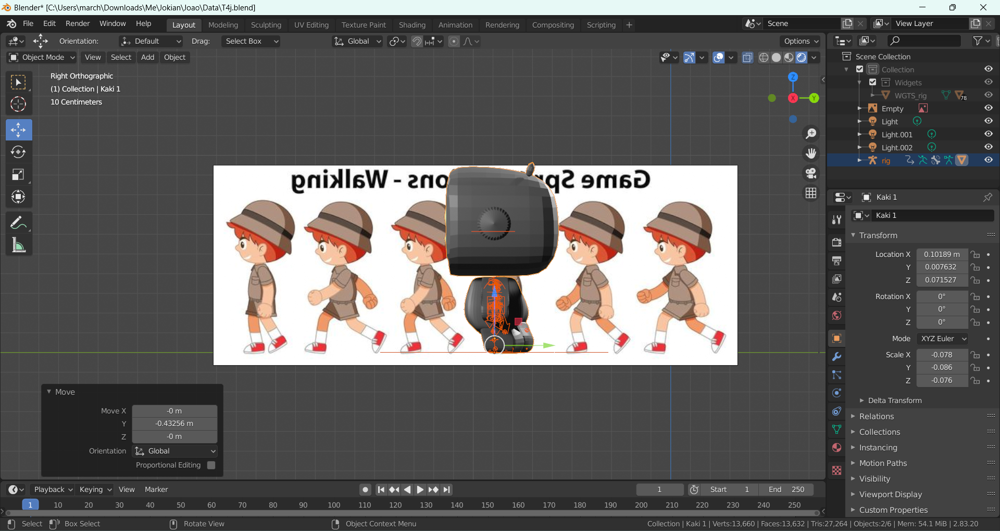 Blender* [C:\Users\march\Downloads\Me\Jokian\Joao\Data\T4j.blend]
File Edit Render Window Help
Layout Modeling Sculpting UV Editing Texture Paint Shading Animation Rendering Compositing Scripting +
Scene
View Layer
Orientation: Default Drag: Select Box
Global
Options
Object Mode View Select Add Object
Right Orthographic
(1) Collection | Kaki 1
10 Centimeters
Z
X
Y
Game Sp
ons - Walking
Move
Move X -0 m
Y -0.43256 m
Z -0 m
Orientation Global
Proportional Editing
Scene Collection
Collection
Widgets
WGTS_rig 78
Empty
Light
Light.001
Light.002
rig
Kaki 1
Kaki 1
Transform
Location X 0.10189 m
Y 0.007632
Z 0.071527
Rotation X 0°
Y 0°
Z 0°
Mode XYZ Euler
Scale X -0.078
Y -0.086
Z -0.076
Delta Transform
Relations
Collections
Instancing
Motion Paths
Visibility
Viewport Display
Custom Properties
Playback Keying View Marker
1 Start 1 End 250
1 10 20 30 40 50 60 70 80 90 100 110 120 130 140 150 160 170 180 190 200 210 220 230 240 250
Select Box Select Rotate View Object Context Menu
Collection | Kaki 1 | Verts:13,660 | Faces:13,632 | Tris:27,264 | Objects:2/6 | Mem: 54.1 MiB | 2.83.20